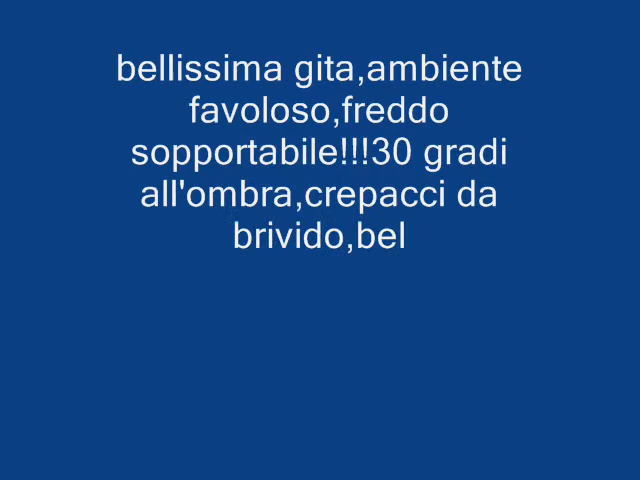 bellissima gita,ambiente
favoloso,freddo
sopportabile!!!30 gradi
all'ombra,crepacci da
brivido,bel